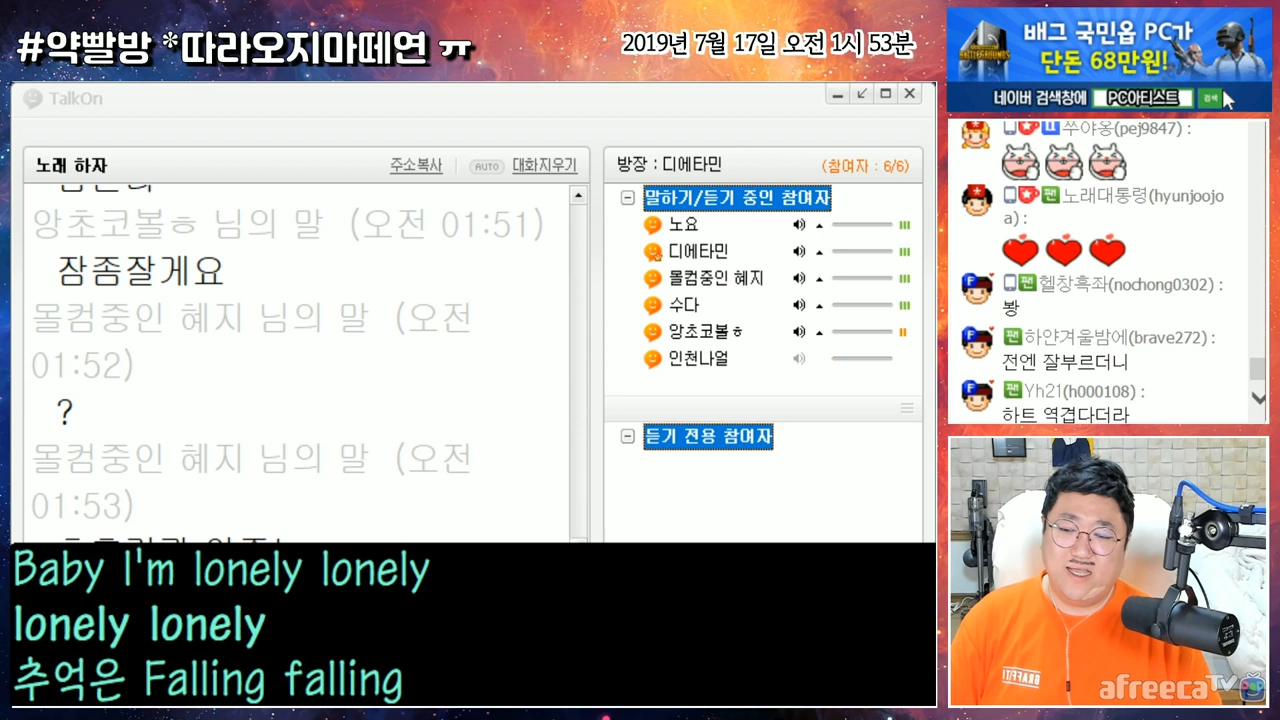 #약빨방 *따라오지마떼연 ㅠ
2019년 7월 17일 오전 1시 53분
배그 국민옵 PC가
단돈 68만원!
네이버 검색창에 PC아티스트 검색
BATTLEGROUNDS
TalkOn
노래 하자
주소복사
AUTO
대화지우기
앙초코볼ㅎ 님의 말 (오전 01:51)
잠좀잘게요
몰컴중인 혜지 님의 말 (오전
01:52)
?
몰컴중인 혜지 님의 말 (오전
01:53)
방장 : 디에타민
(참여자 : 6/6)
말하기/듣기 중인 참여자
노요
디에타민
몰컴중인 혜지
수다
앙초코볼ㅎ
인천나얼
듣기 전용 참여자
쭈야옹(pej9847) :
팬 노래대통령(hyunjoojo
a) :
팬 헬창흑좌(nochong0302) :
봥
팬 하얀겨울밤에(brave272) :
전엔 잘부르더니
팬 Yh21(h000108) :
하트 역겹다더라
Baby I'm lonely lonely
lonely lonely
추억은 Falling falling
GRAFFITI
afreecaTV